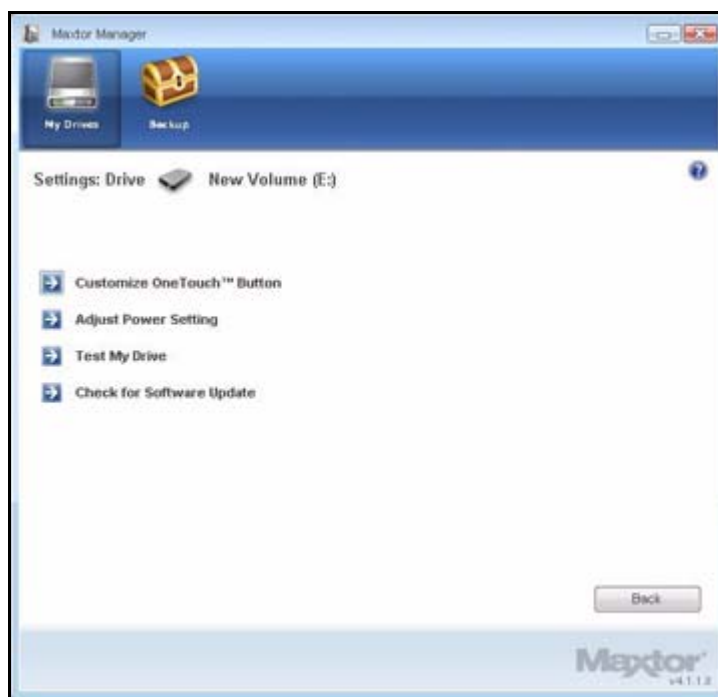 Maxtor Manager
My Drives
Backup
Settings: Drive New Volume (E:)
Customize OneTouch™ Button
Adjust Power Setting
Test My Drive
Check for Software Update
Back
Maxtor